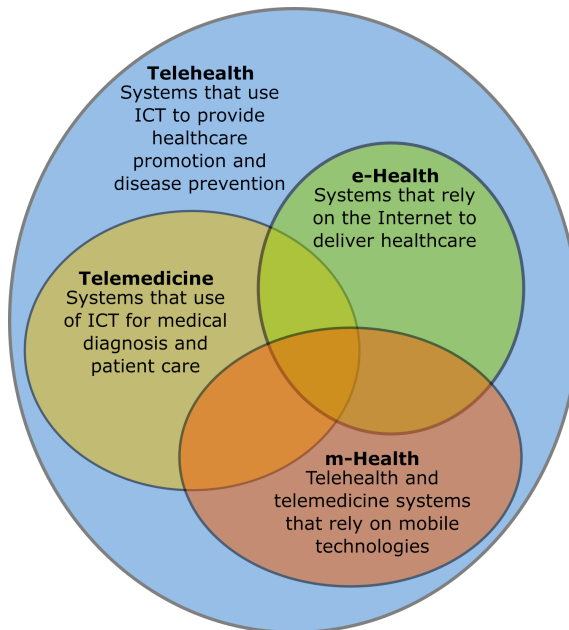 Telehealth
Systems that use
ICT to provide
healthcare
promotion and
disease prevention
e-Health
Systems that rely
on the Internet to
deliver healthcare
Telemedicine
Systems that use
of ICT for medical
diagnosis and
patient care
m-Health
Telehealth and
telemedicine systems
that rely on mobile
technologies